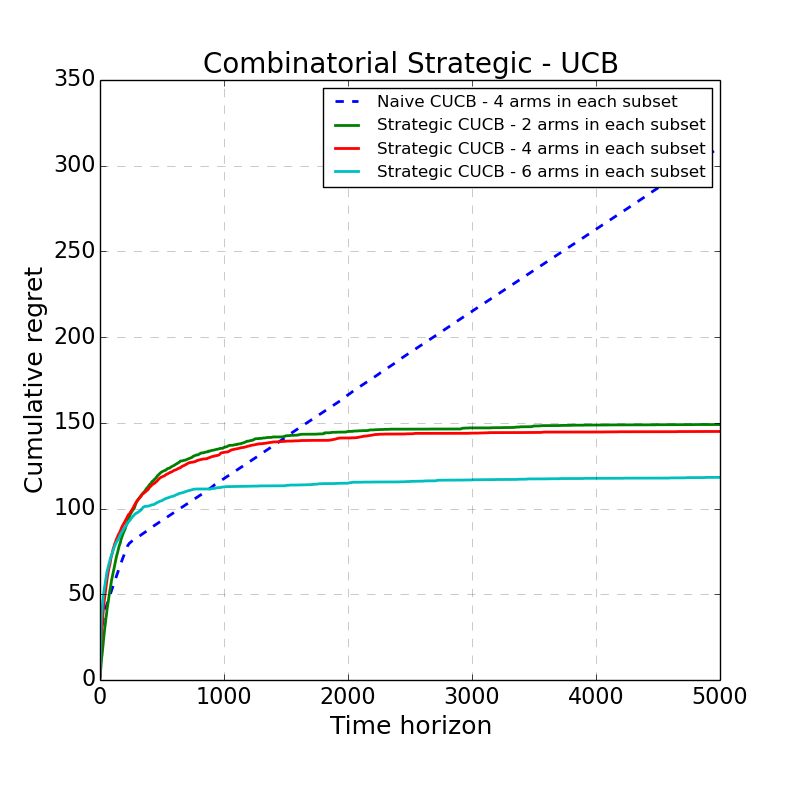 Combinatorial Strategic - UCB
350
300
250
200
150
100
50
0
Cumulative regret
Naive CUCB - 4 arms in each subset
Strategic CUCB - 2 arms in each subset
Strategic CUCB - 4 arms in each subset
Strategic CUCB - 6 arms in each subset
0 1000 2000 3000 4000 5000
Time horizon